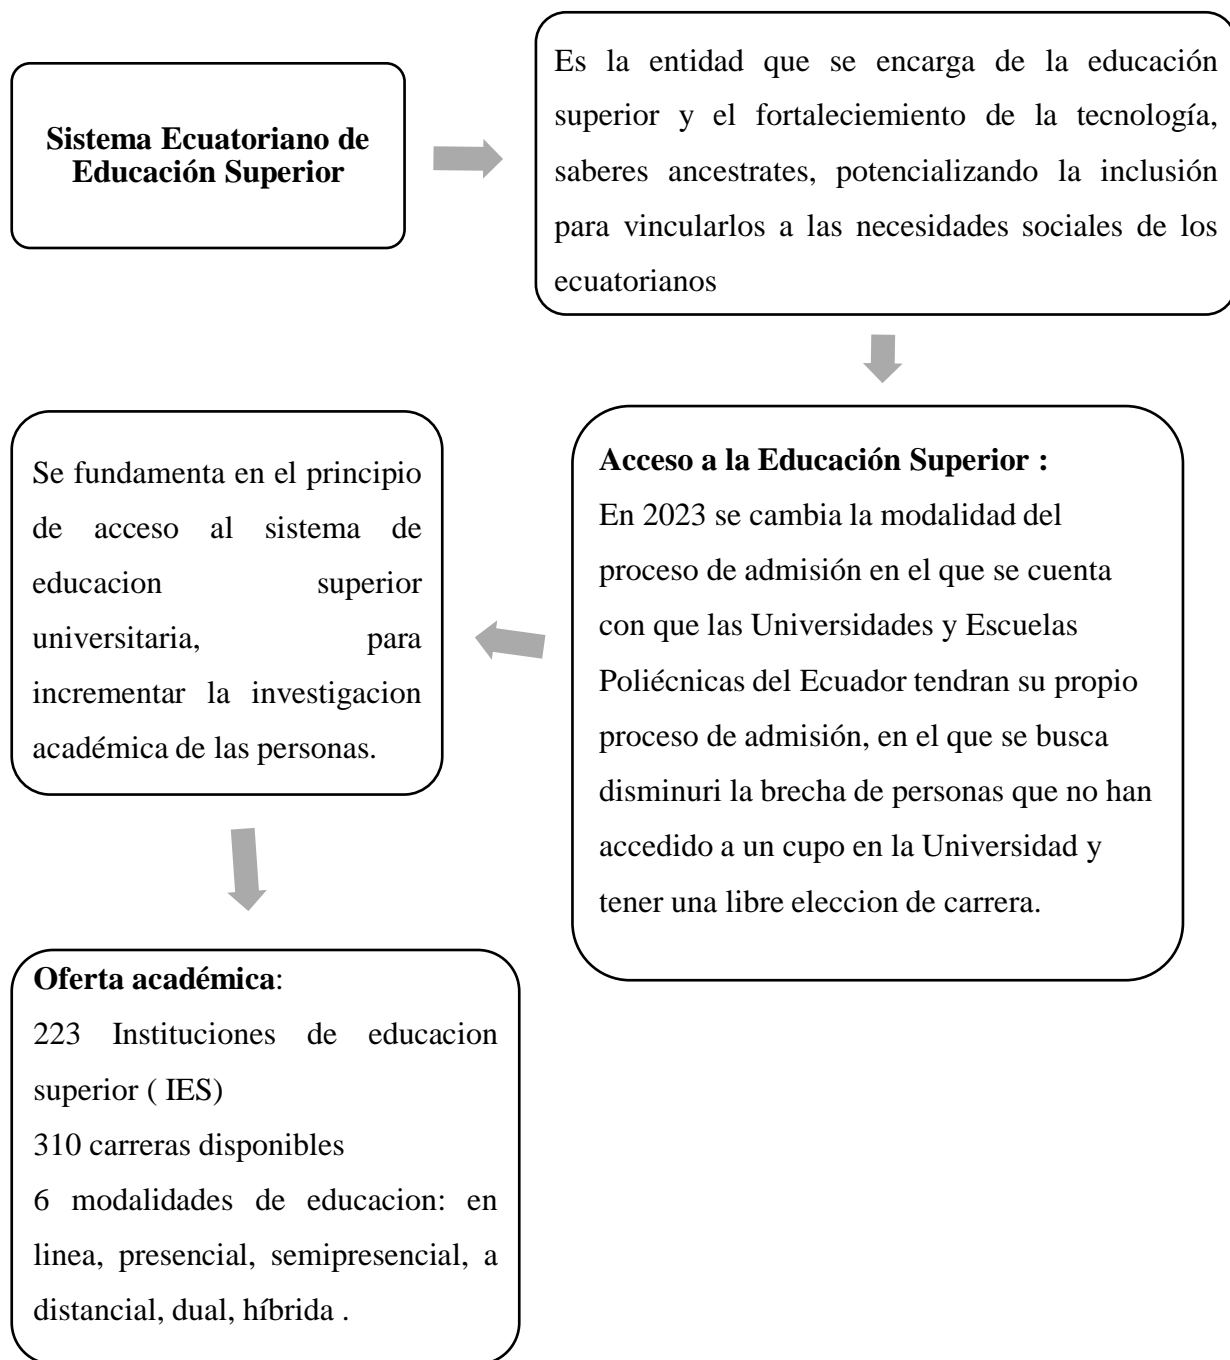 Sistema Ecuatoriano de
Educación Superior
Es la entidad que se encarga de la educación
superior y el fortaleciemiento de la tecnología,
saberes ancestrates, potencializando la inclusión
para vincularlos a las necesidades sociales de los
ecuatorianos
Acceso a la Educación Superior :
En 2023 se cambia la modalidad del
proceso de admisión en el que se cuenta
con que las Universidades y Escuelas
Poliécnicas del Ecuador tendran su propio
proceso de admisión, en el que se busca
disminuri la brecha de personas que no han
accedido a un cupo en la Universidad y
tener una libre eleccion de carrera.
Se fundamenta en el principio
de acceso al sistema de
educacion superior
universitaria, para
incrementar la investigacion
académica de las personas.
Oferta académica:
223 Instituciones de educacion
superior ( IES)
310 carreras disponibles
6 modalidades de educacion: en
linea, presencial, semipresencial, a
distancial, dual, híbrida .